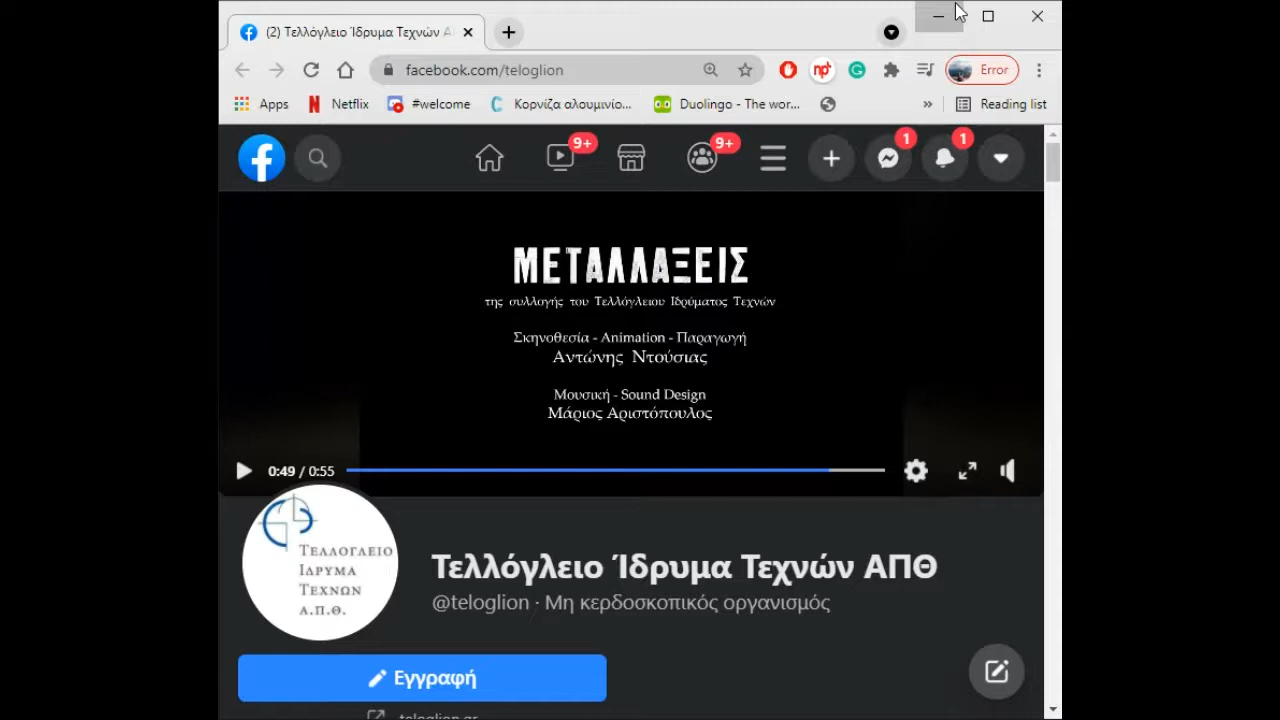 (2) Τελλόγλειο Ίδρυμα Τεχνών Α
facebook.com/teloglion
Error
Apps
Netflix
#welcome
Κορνίζα αλουμινίο...
Duolingo - The wor...
»
Reading list
9+
9+
1
1
ΜΕΤΑΛΛΑΞΕΙΣ
της συλλογής του Τελλόγλειου Ιδρύματος Τεχνών
Σκηνοθεσία - Animation - Παραγωγή
Αντώνης Ντούσιας
Μουσική - Sound Design
Μάριος Αριστόπουλος
0:49 / 0:55
ΤΕΛΛΟΓΛΕΙΟ
ΙΔΡΥΜΑ
ΤΕΧΝΩΝ
Α.Π.Θ.
Τελλόγλειο Ίδρυμα Τεχνών ΑΠΘ
@teloglion · Μη κερδοσκοπικός οργανισμός
Εγγραφή
teloglion.gr